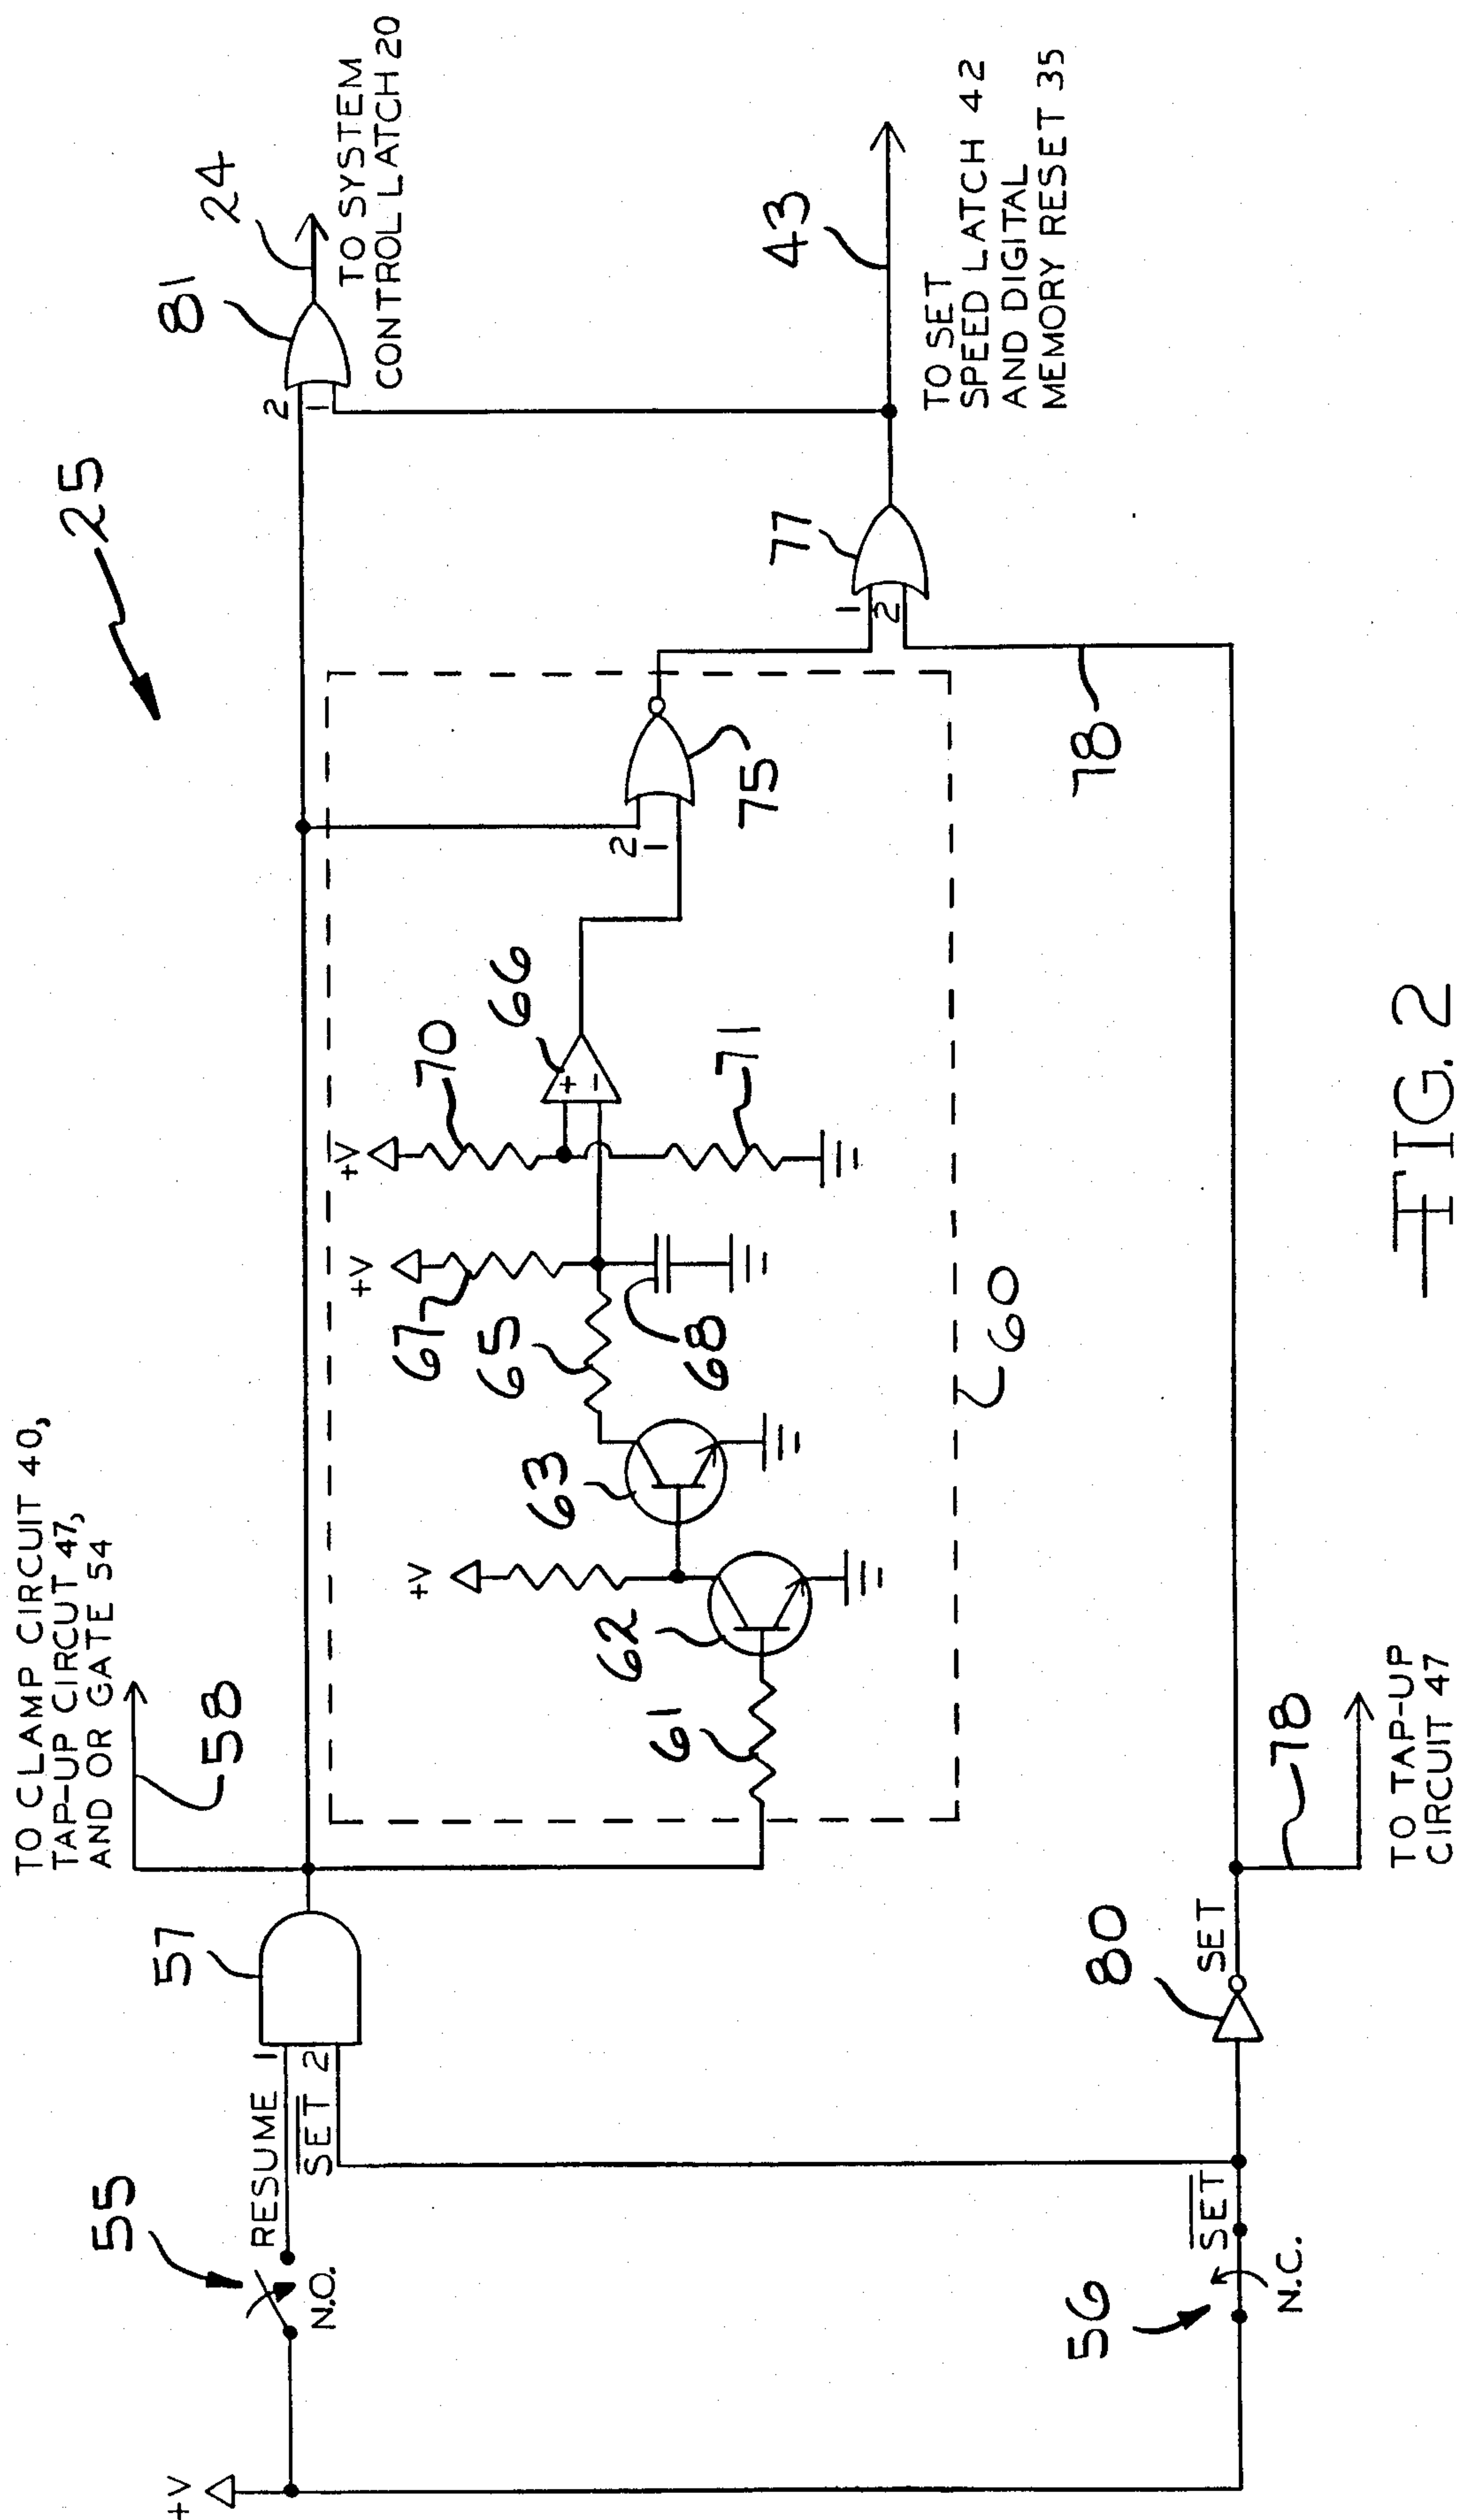 25
TO CLAMP CIRCUIT 40,
TAP-UP CIRCUT 47,
AND OR GATE 54
58
57
55
RESUME
1
SET
2
N.O.
+V
81
24
2
1
TO SYSTEM
CONTROL LATCH 20
+V
62
63
61
+V
67
65
68
+V
70
66
+
-
71
2
1
75
60
77
1
2
43
TO SET
SPEED LATCH 42
AND DIGITAL
MEMORY RESET 35
78
56
SET
N.C.
80
SET
78
TO TAP-UP
CIRCUIT 47
FIG. 2